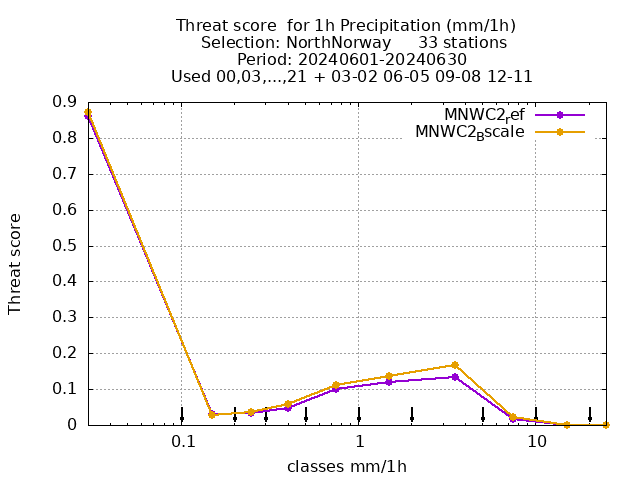 Threat score  for 1h Precipitation (mm/1h)
Selection: NorthNorway     33 stations
Period: 20240601-20240630
Used 00,03,...,21 + 03-02 06-05 09-08 12-11
MNWC2ref
MNWC2Bscale
0.9
0.8
0.7
0.6
0.5
0.4
0.3
0.2
0.1
0
Threat score
0.1 1 10
classes mm/1h